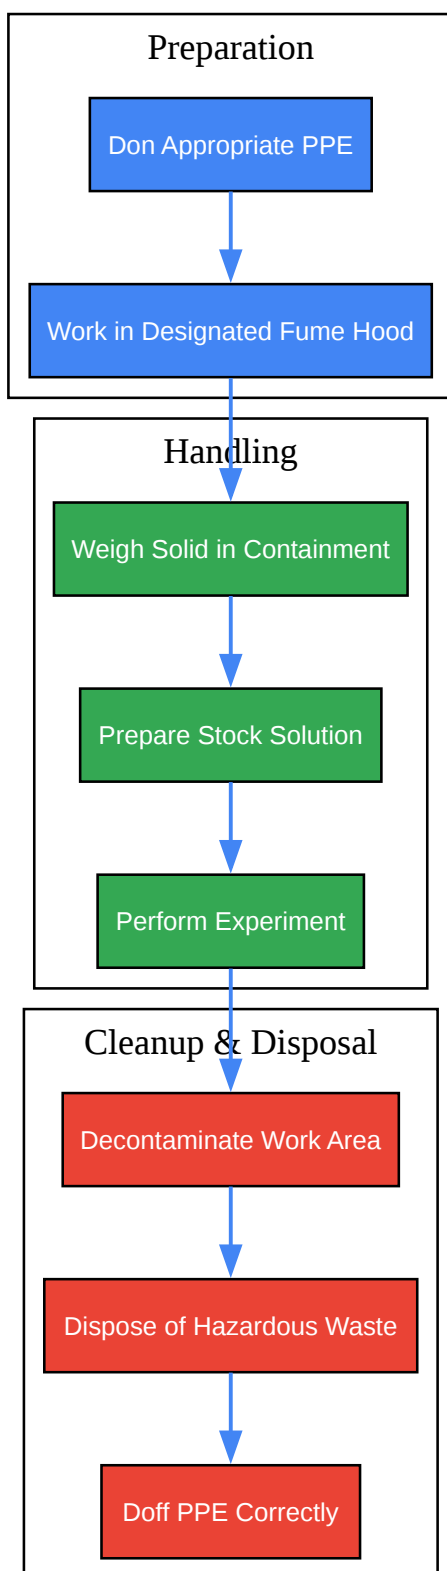 Preparation
Don Appropriate PPE
Work in Designated Fume Hood
Handling
Weigh Solid in Containment
Prepare Stock Solution
Perform Experiment
Cleanup & Disposal
Decontaminate Work Area
Dispose of Hazardous Waste
Doff PPE Correctly